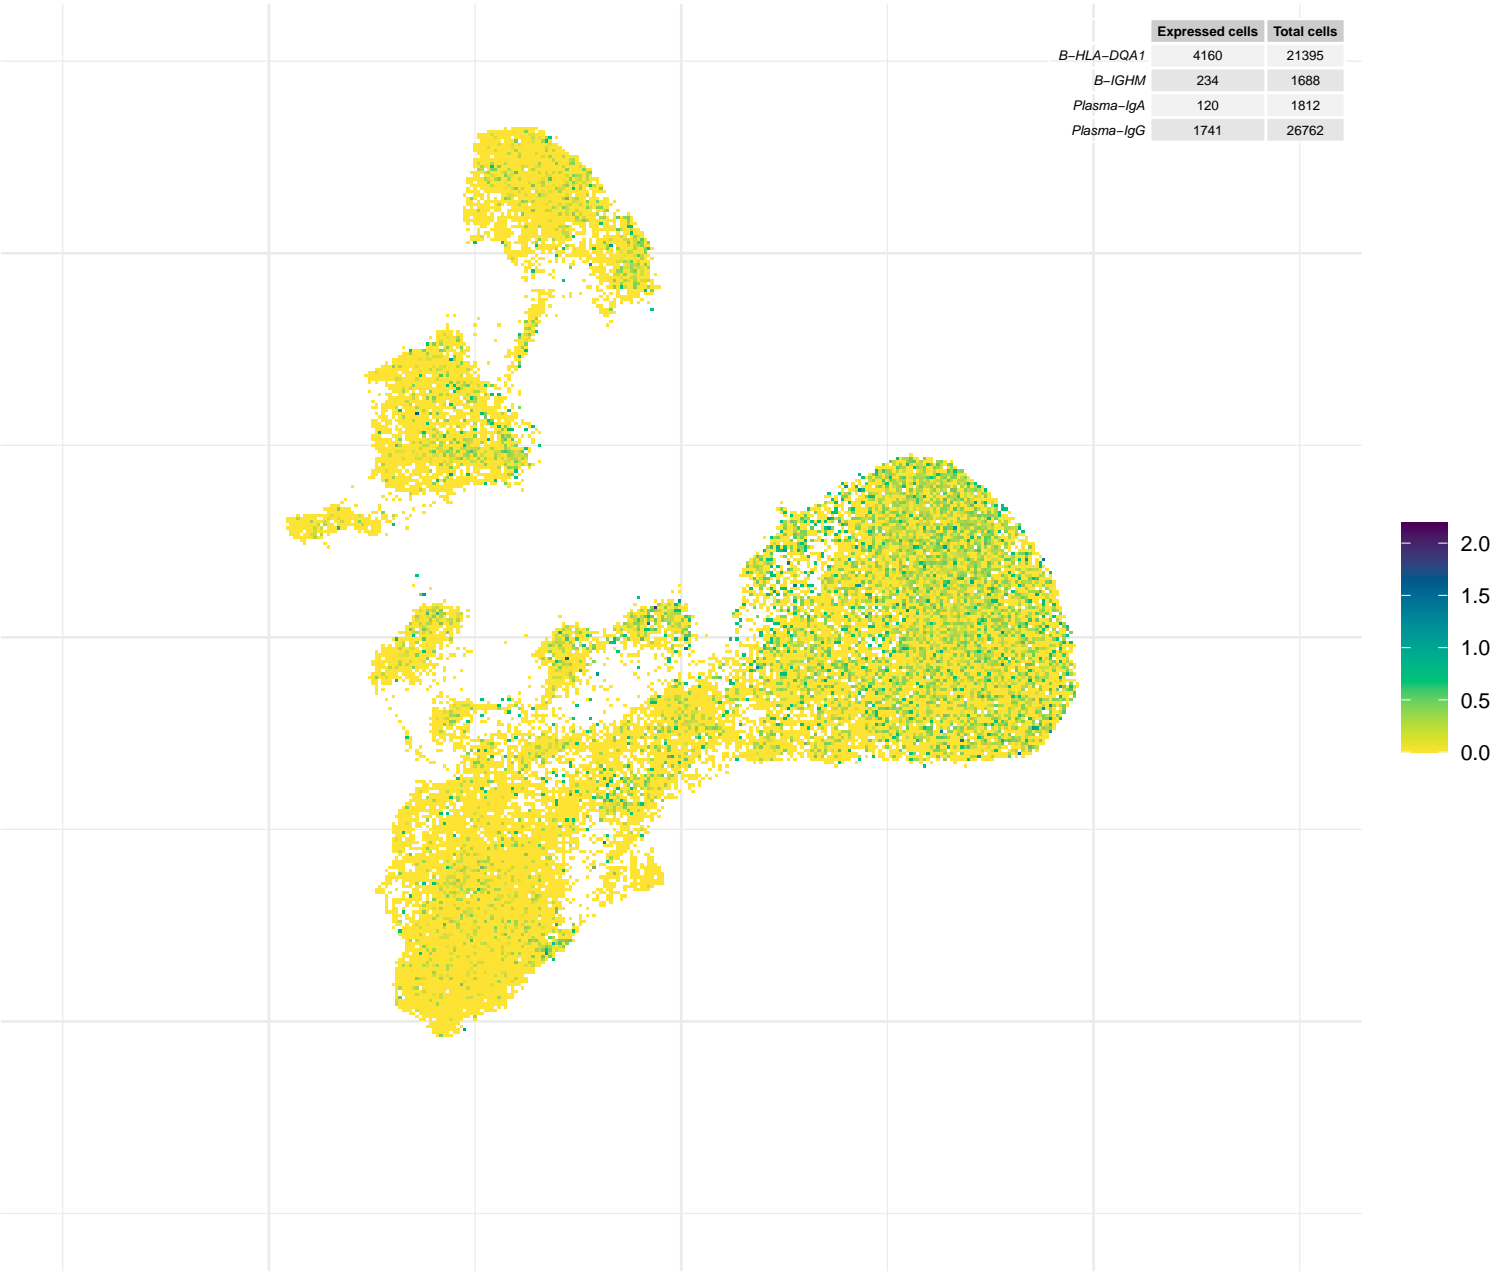 Expressed cells Total cells
B−HLA−DQA1 4160 21395
B−IGHM 234 1688
Plasma−IgA 120 1812
Plasma−IgG 1741 26762
2.0
1.5
1.0
0.5
0.0